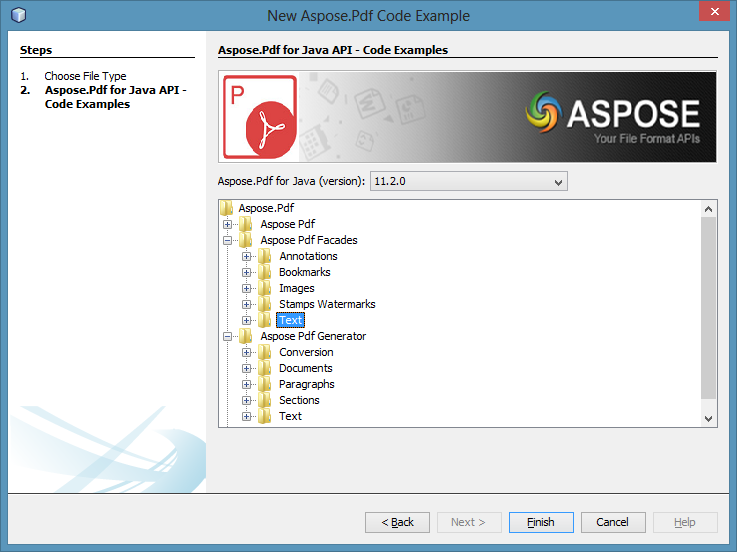 New Aspose.Pdf Code Example
Steps
1. Choose File Type
2. Aspose.Pdf for Java API -
Code Examples
Aspose.Pdf for Java API - Code Examples
P
W
ASPOSE
Your File Format APIs
Aspose.Pdf for Java (version): 11.2.0
Aspose.Pdf
Aspose Pdf
Aspose Pdf Facades
Annotations
Bookmarks
Images
Stamps Watermarks
Text
Aspose Pdf Generator
Conversion
Documents
Paragraphs
Sections
Text
< Back Next > Finish Cancel Help